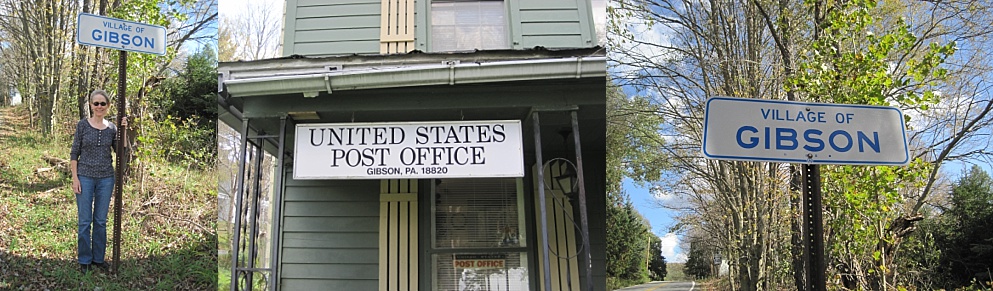 VILLAGE OF
GIBSON
UNITED STATES
POST OFFICE
GIBSON, PA. 18820
POST OFFICE
VILLAGE OF
GIBSON